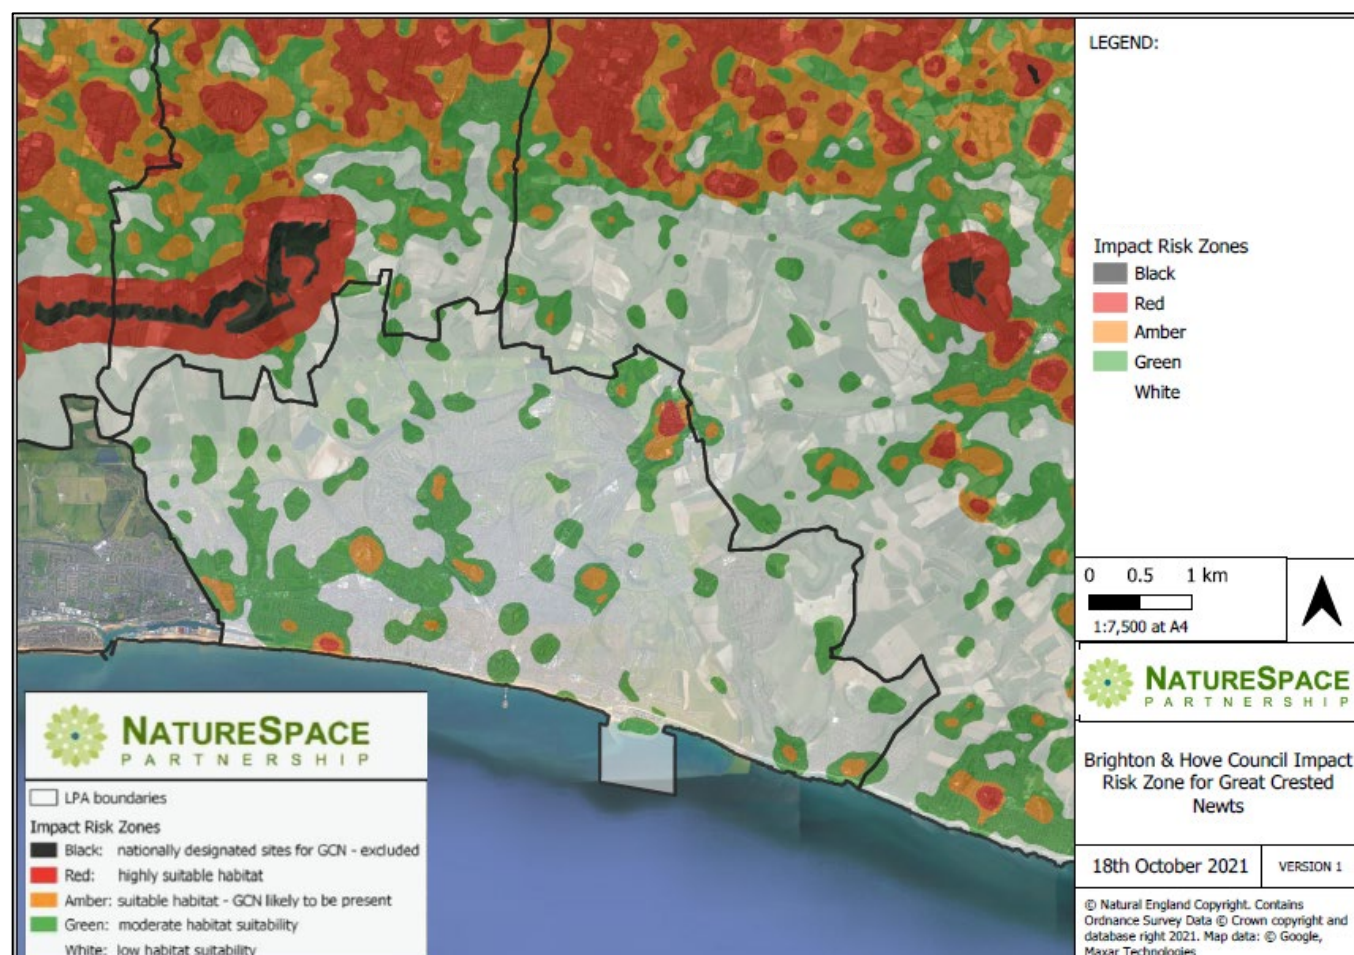 LEGEND:
Impact Risk Zones
Black
Red
Amber
Green
White
0 0.5 1 km
1:7,500 at A4
NATURESPACE
PARTNERSHIP
Brighton & Hove Council Impact
Risk Zone for Great Crested
Newts
18th October 2021
VERSION 1
© Natural England Copyright. Contains
Ordnance Survey Data © Crown copyright and
database right 2021. Map data: © Google,
Maxar Technologies
NATURESPACE
PARTNERSHIP
LPA boundaries
Impact Risk Zones
Black: nationally designated sites for GCN - excluded
Red: highly suitable habitat
Amber: suitable habitat - GCN likely to be present
Green: moderate habitat suitability
White: low habitat suitability